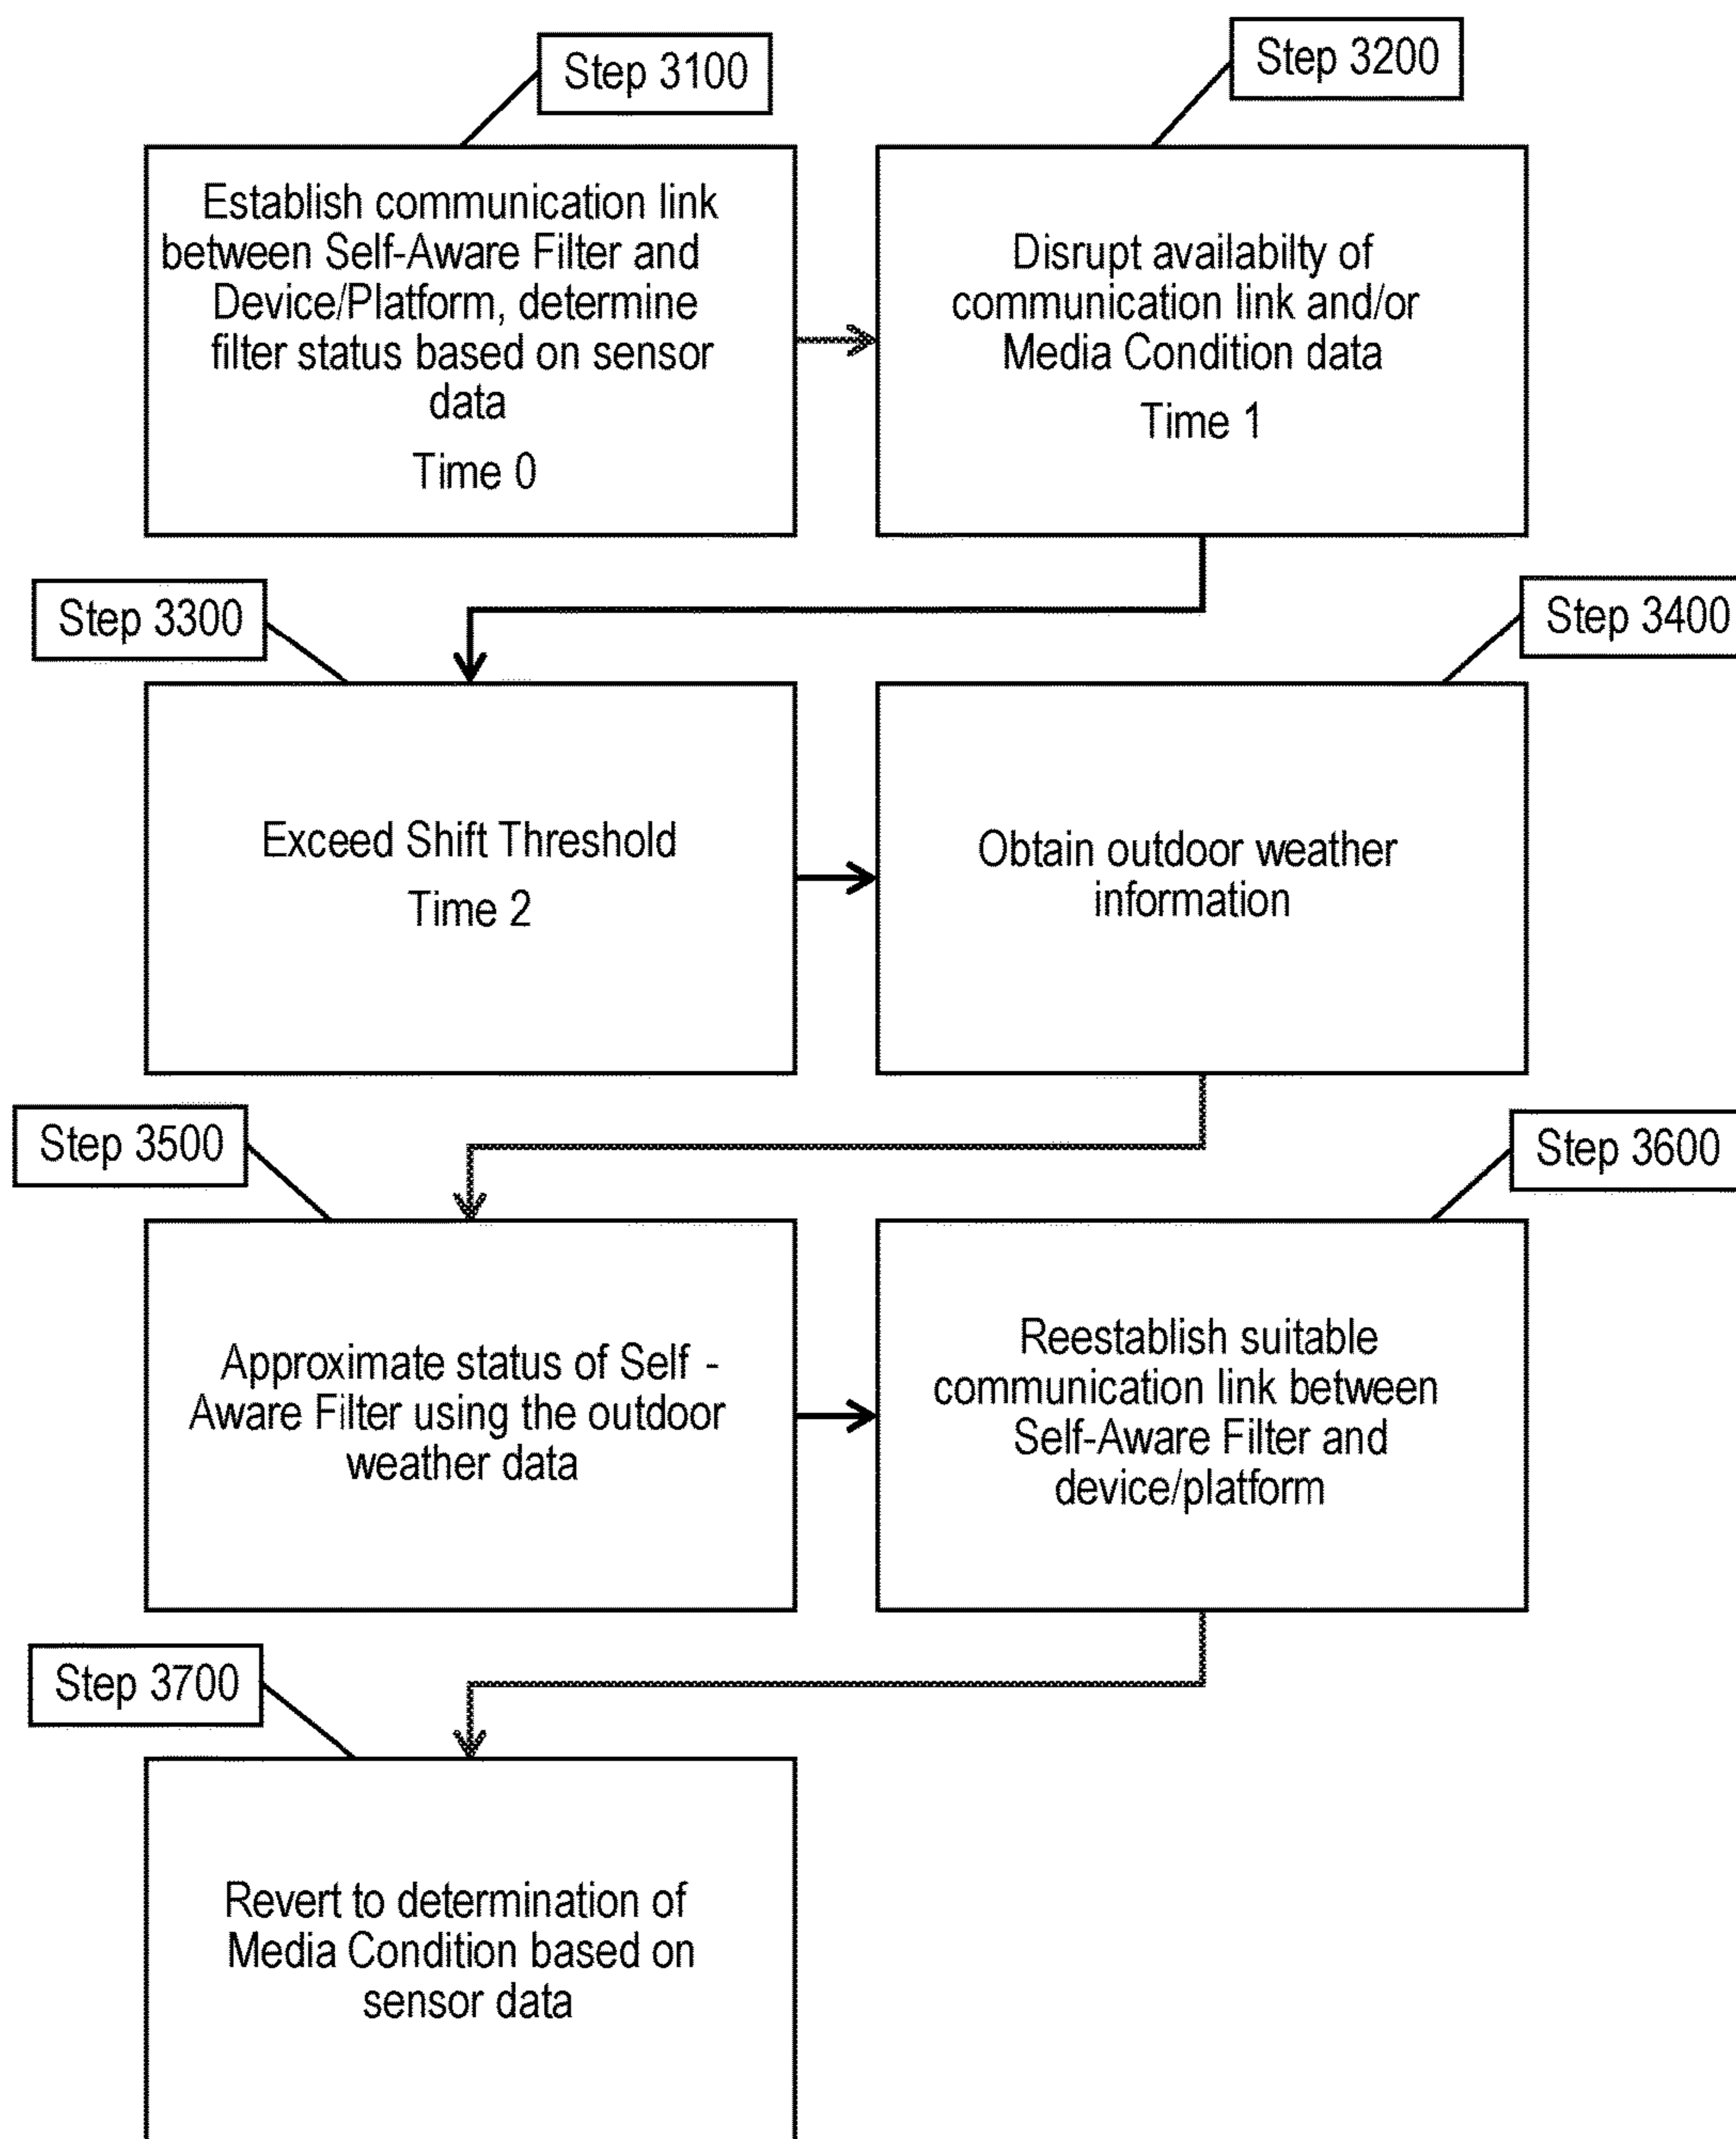 Step 3100
Establish communication link
between Self-Aware Filter and
Device/Platform, determine
filter status based on sensor
data
Time 0
Step 3200
Disrupt availabilty of
communication link and/or
Media Condition data
Time 1
Step 3300
Exceed Shift Threshold
Time 2
Step 3400
Obtain outdoor weather
information
Step 3500
Approximate status of Self -
Aware Filter using the outdoor
weather data
Step 3600
Reestablish suitable
communication link between
Self-Aware Filter and
device/platform
Step 3700
Revert to determination of
Media Condition based on
sensor data